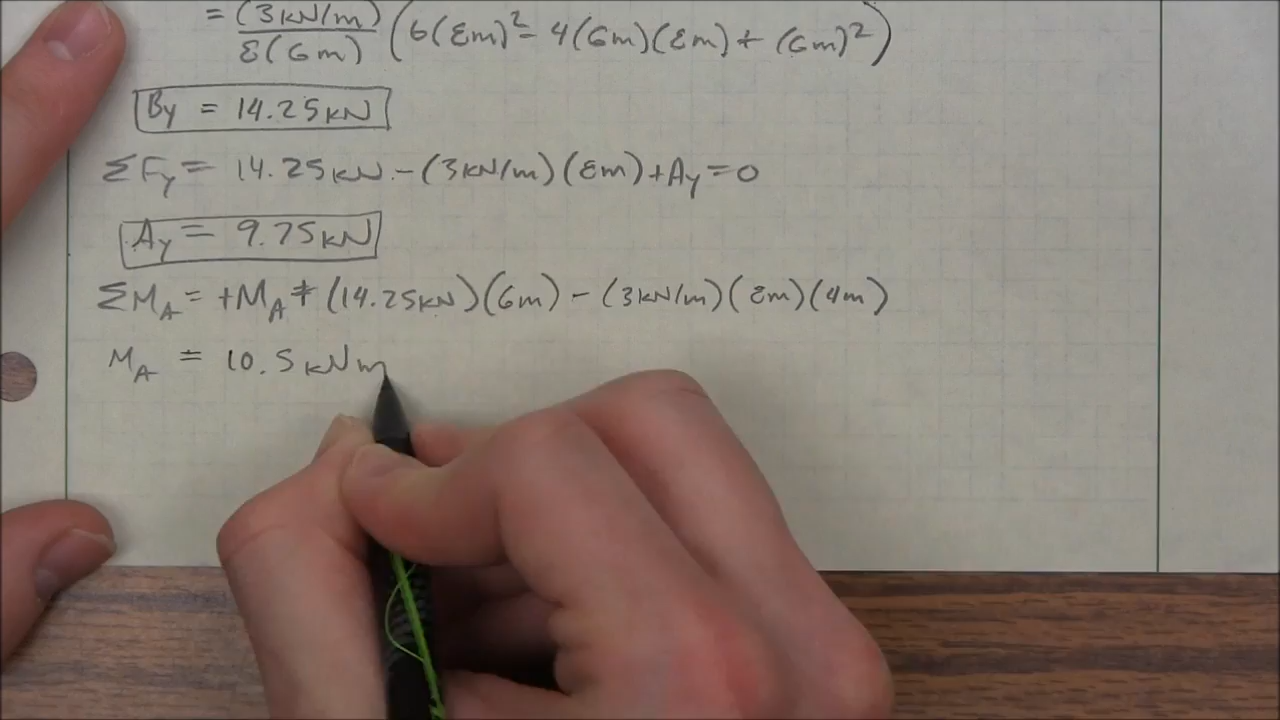 = (3kN/m) / 8(6m) (6(8m)² - 4(6m)(8m) + (6m)²)
By = 14.25kN
ΣFy = 14.25kN - (3kN/m)(8m) + Ay = 0
Ay = 9.75kN
ΣMA = +MA + (14.25kN)(6m) - (3kN/m)(8m)(4m)
MA = 10.5kNm